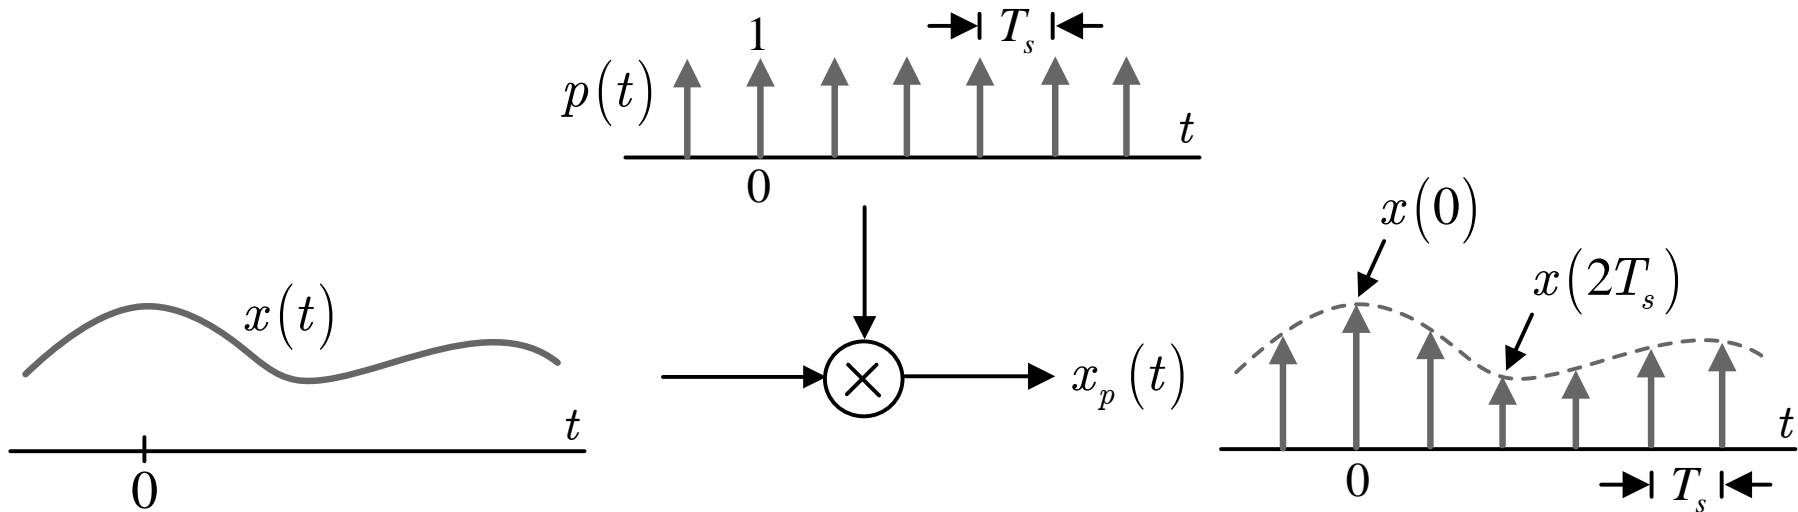 1
T_s
p(t)
t
0
x(0)
x(2T_s)
x(t)
x_p(t)
t
t
0
0
T_s